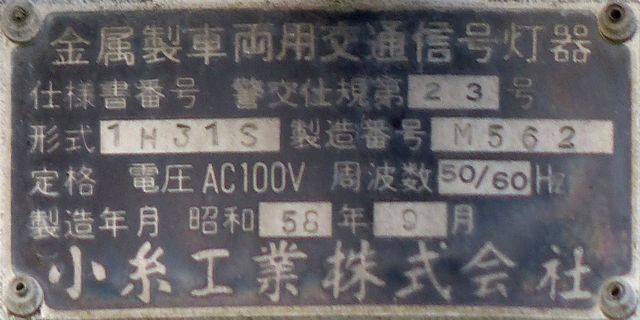 金属製車両用交通信号灯器
仕様書番号 警交仕規第 23 号
形式 1H31S 製造番号 M562
定格 電圧 AC100V 周波数 50/60 Hz
製造年月 昭和 58 年 9 月
小糸工業株式会社